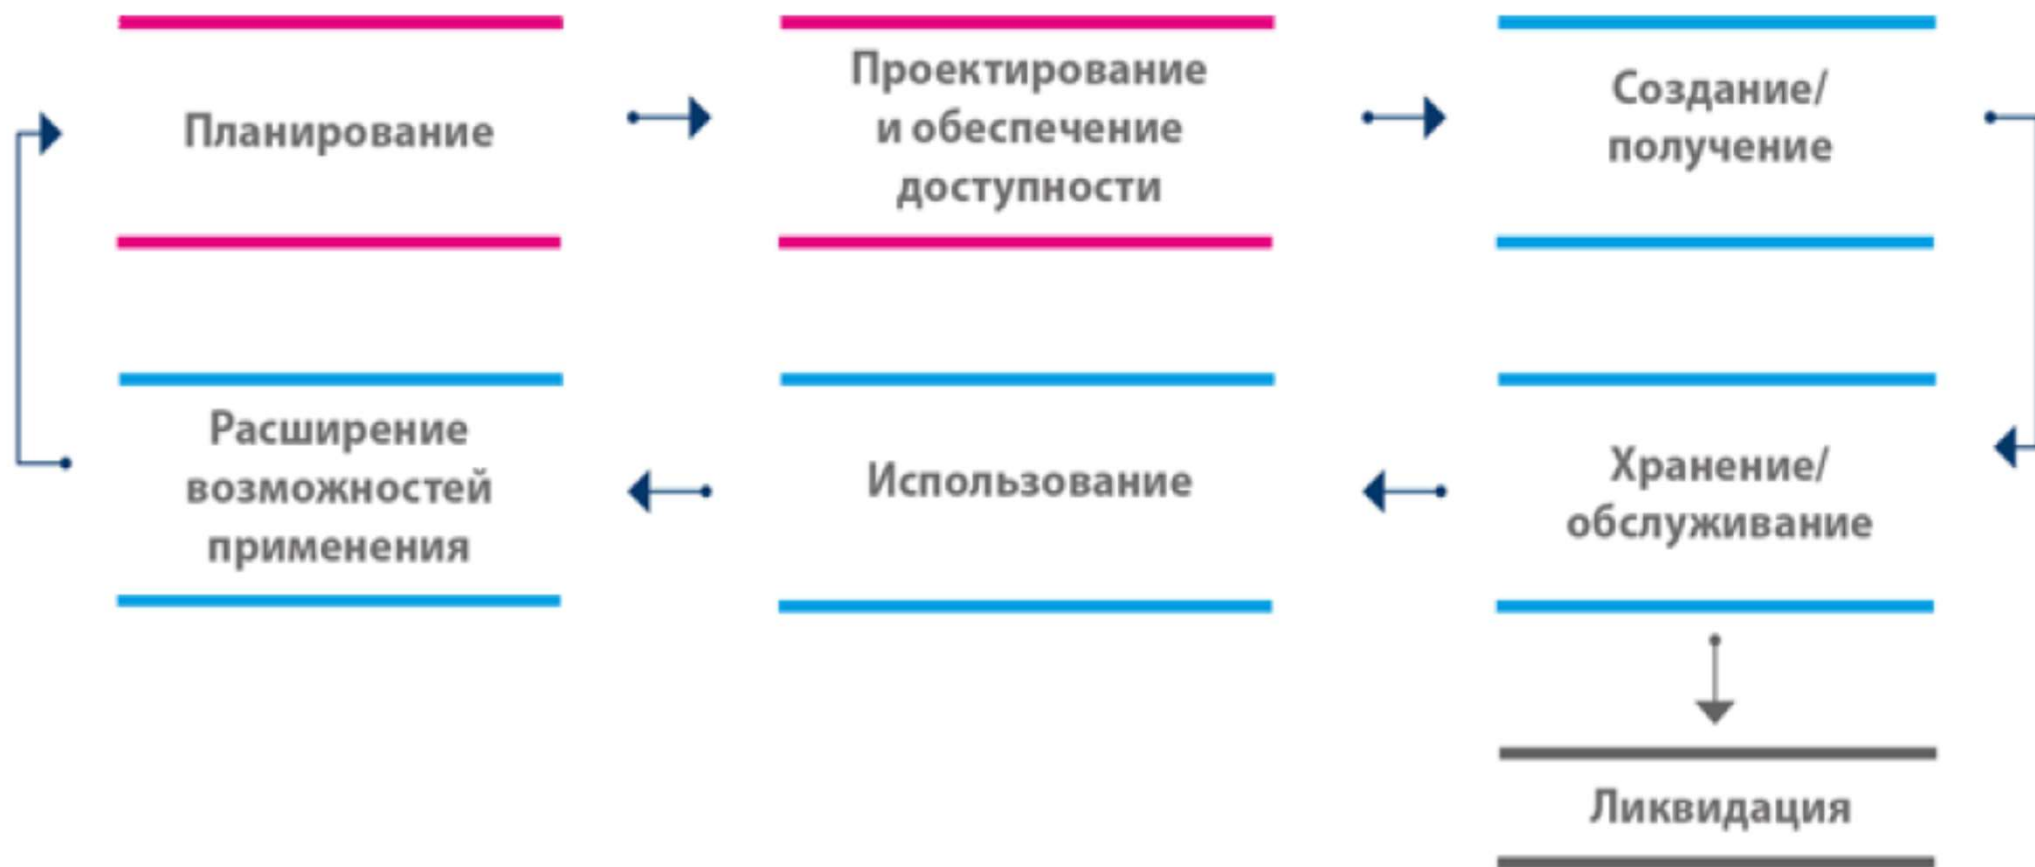 Планирование
Проектирование
и обеспечение
доступности
Создание/
получение
Расширение
возможностей
применения
Использование
Хранение/
обслуживание
Ликвидация